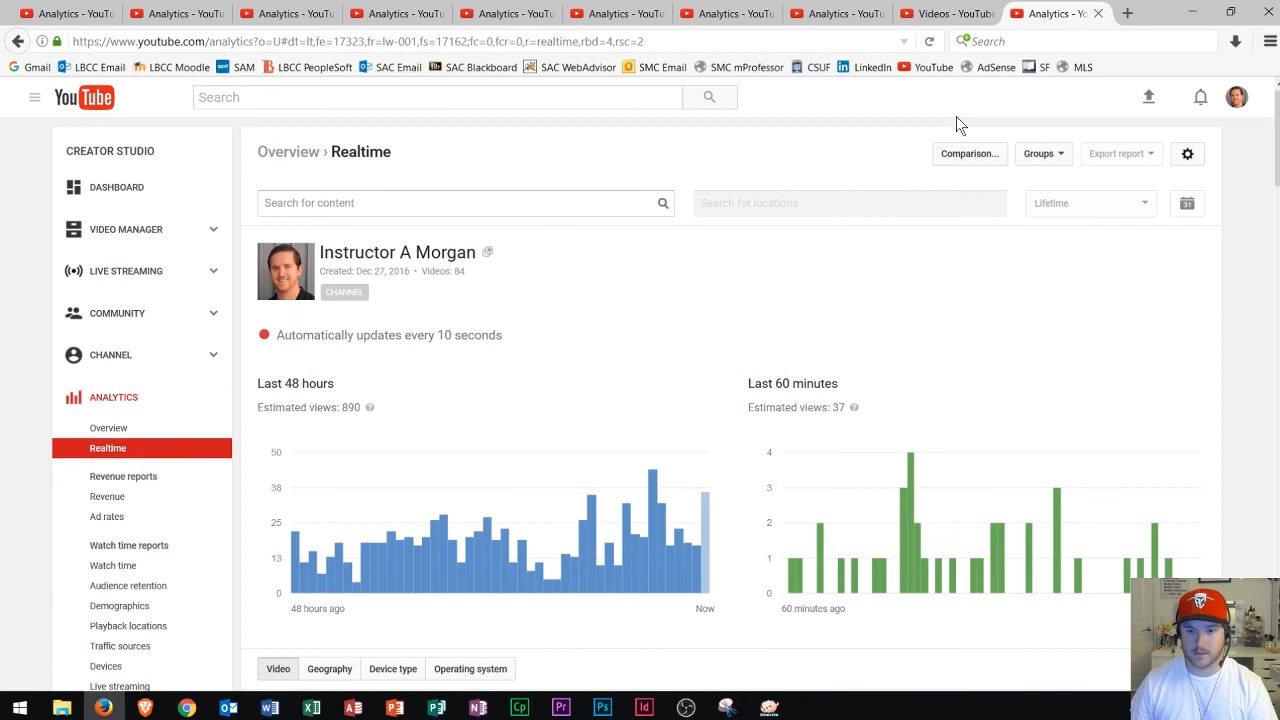 Analytics - YouTu
Analytics - YouTu
Analytics - YouTu
Analytics - YouTu
Analytics - YouTu
Analytics - YouTu
Analytics - YouTu
Analytics - YouTu
Videos - YouTube
Analytics - Yo
https://www.youtube.com/analytics?o=U#dt=lt,fe=17323,fr=lw-001,fs=17162;fc=0,fcr=0,r=realtime,rbd=4,rsc=2
Search
Gmail LBCC Email LBCC Moodle SAM LBCC PeopleSoft SAC Email SAC Blackboard SAC WebAdvisor SMC Email SMC mProfessor CSUF LinkedIn YouTube AdSense SF MLS
YouTube
Search
CREATOR STUDIO
DASHBOARD
VIDEO MANAGER
LIVE STREAMING
COMMUNITY
CHANNEL
ANALYTICS
Overview
Realtime
Revenue reports
Revenue
Ad rates
Watch time reports
Watch time
Audience retention
Demographics
Playback locations
Traffic sources
Devices
Live streaming
Overview › Realtime
Comparison...
Groups
Export report
Search for content
Search for locations
Lifetime
31
Instructor A Morgan
Created: Dec 27, 2016 • Videos: 84
CHANNEL
Automatically updates every 10 seconds
Last 48 hours
Estimated views: 890 ?
50
38
25
13
0
48 hours ago
Now
Last 60 minutes
Estimated views: 37 ?
4
3
2
1
0
60 minutes ago
Video
Geography
Device type
Operating system